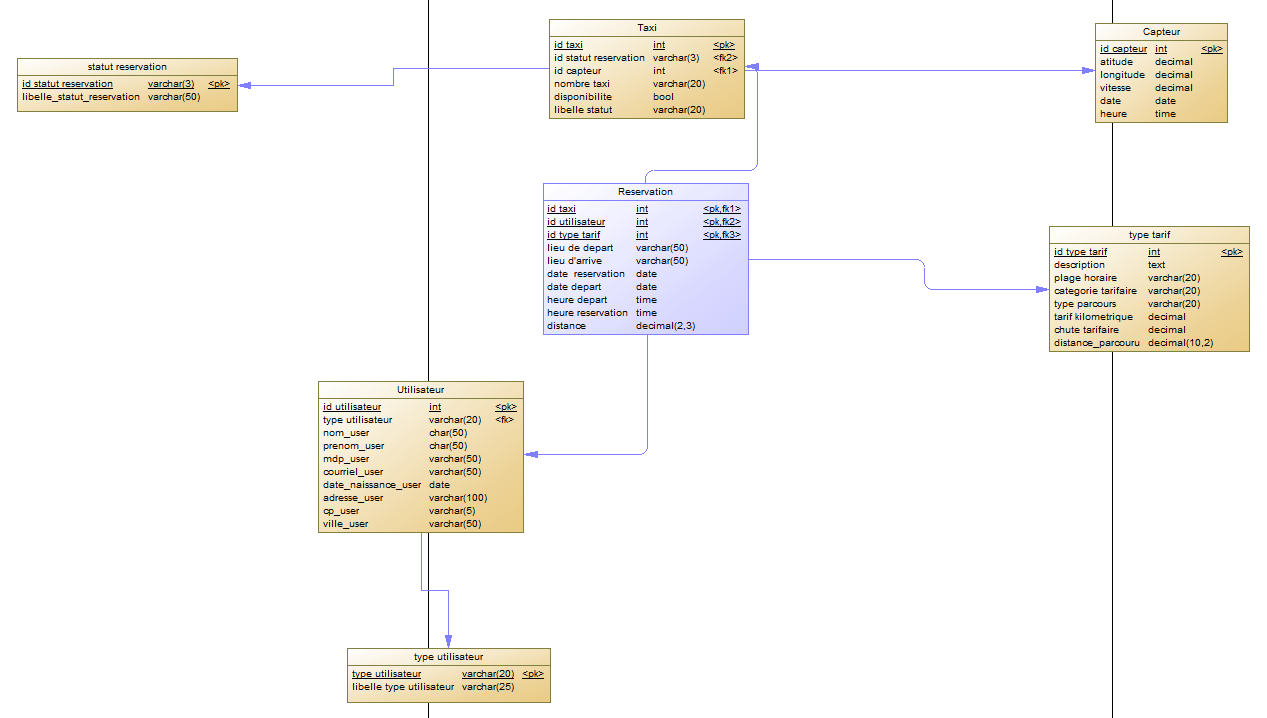 Taxi
id taxi int <pk>
id statut reservation varchar(3) <fk2>
id capteur int <fk1>
nombre taxi varchar(20)
disponibilite bool
libelle statut varchar(20)
Capteur
id capteur int <pk>
atitude decimal
longitude decimal
vitesse decimal
date date
heure time
statut reservation
id statut reservation varchar(3) <pk>
libelle_statut_reservation varchar(50)
Reservation
id taxi int <pk,fk1>
id utilisateur int <pk,fk2>
id type tarif int <pk,fk3>
lieu de depart varchar(50)
lieu d'arrive varchar(50)
date reservation date
date depart date
heure depart time
heure reservation time
distance decimal(2,3)
type tarif
id type tarif int <pk>
description text
plage horaire varchar(20)
categorie tarifaire varchar(20)
type parcours varchar(20)
tarif kilometrique decimal
chute tarifaire decimal
distance_parcouru decimal(10,2)
Utilisateur
id utilisateur int <pk>
type utilisateur varchar(20) <fk>
nom_user char(50)
prenom_user char(50)
mdp_user varchar(50)
courriel_user varchar(50)
date_naissance_user date
adresse_user varchar(100)
cp_user varchar(5)
ville_user varchar(50)
type utilisateur
type utilisateur varchar(20) <pk>
libelle type utilisateur varchar(25)